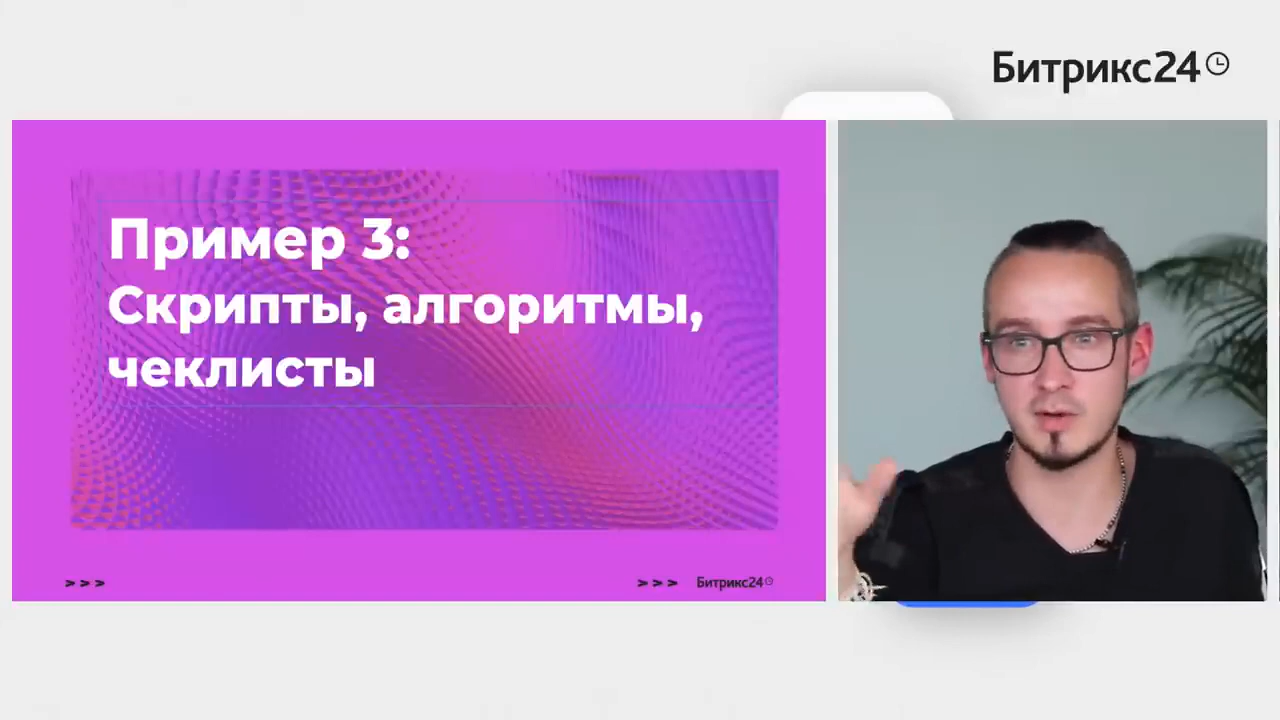 Битрикс24
Пример 3:
Скрипты, алгоритмы,
чеклисты
> > >
> > > Битрикс24